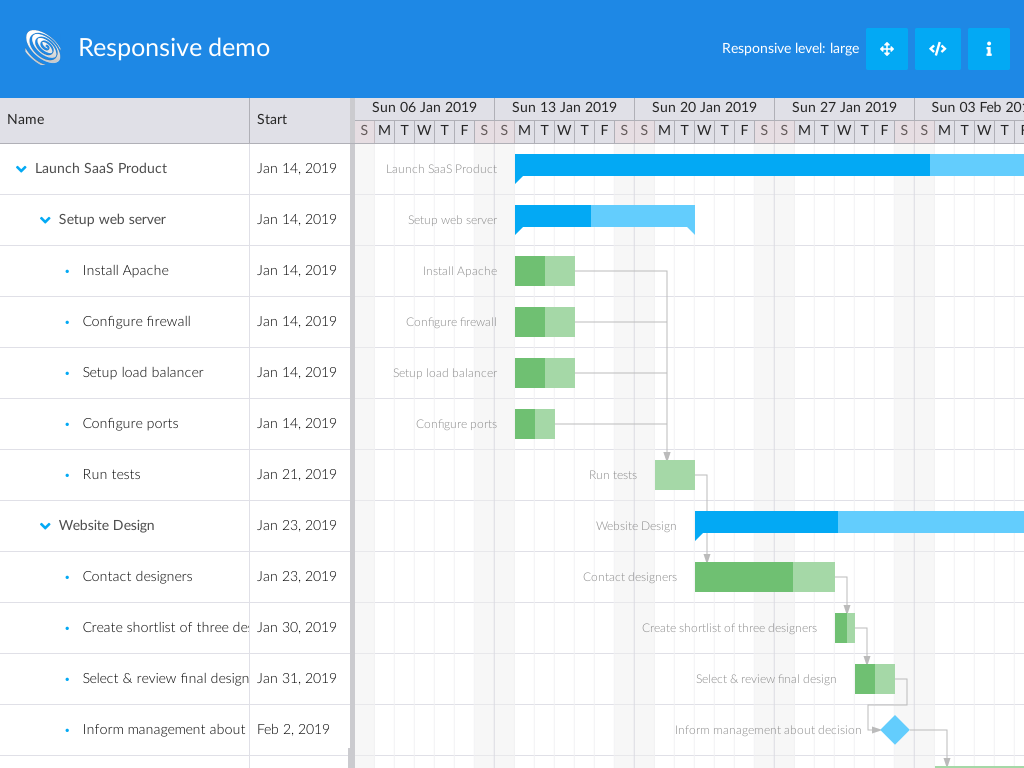 Responsive demo
Responsive level: large
Name
Start
Sun 06 Jan 2019 Sun 13 Jan 2019 Sun 20 Jan 2019 Sun 27 Jan 2019 Sun 03 Feb 201
S M T W T F S S M T W T F S S M T W T F S S M T W T F S S M T W T F
Launch SaaS Product Jan 14, 2019 Launch SaaS Product
Setup web server Jan 14, 2019 Setup web server
Install Apache Jan 14, 2019 Install Apache
Configure firewall Jan 14, 2019 Configure firewall
Setup load balancer Jan 14, 2019 Setup load balancer
Configure ports Jan 14, 2019 Configure ports
Run tests Jan 21, 2019 Run tests
Website Design Jan 23, 2019 Website Design
Contact designers Jan 23, 2019 Contact designers
Create shortlist of three des Jan 30, 2019 Create shortlist of three designers
Select & review final design Jan 31, 2019 Select & review final design
Inform management about Feb 2, 2019 Inform management about decision